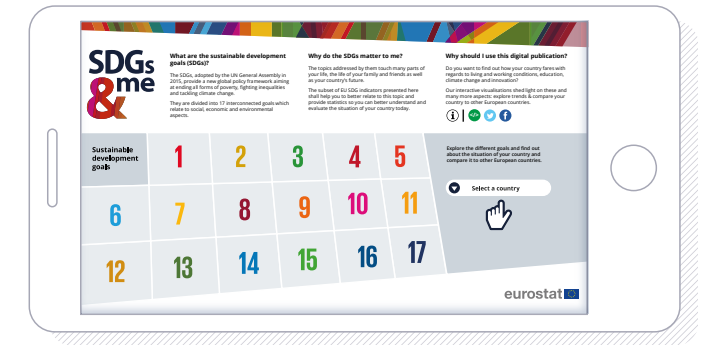 SDGs
&me
What are the sustainable development
goals (SDGs)?
The SDGs, adopted by the UN General Assembly in
2015, provide a new global policy framework aiming
at ending all forms of poverty, fighting inequalities
and tackling climate change.
They are divided into 17 interconnected goals which
relate to social, economic and environmental
aspects.
Why do the SDGs matter to me?
The topics addressed by them touch many parts of
your life, the life of your family and friends as well
as your country's future.
The subset of EU SDG indicators presented here
shall help you to better relate to this topic and
provide statistics so you can better understand and
evaluate the situation of your country today.
Why should I use this digital publication?
Do you want to find out how your country fares with
regards to living and working conditions, education,
climate change and innovation?
Our interactive visualisations shed light on these and
many more aspects: explore trends & compare your
country to other European countries.
i </> f
Sustainable
development
goals
1 2 3 4 5
6 7 8 9 10 11
12 13 14 15 16 17
Explore the different goals and find out
about the situation of your country and
compare it to other European countries.
Select a country
eurostat